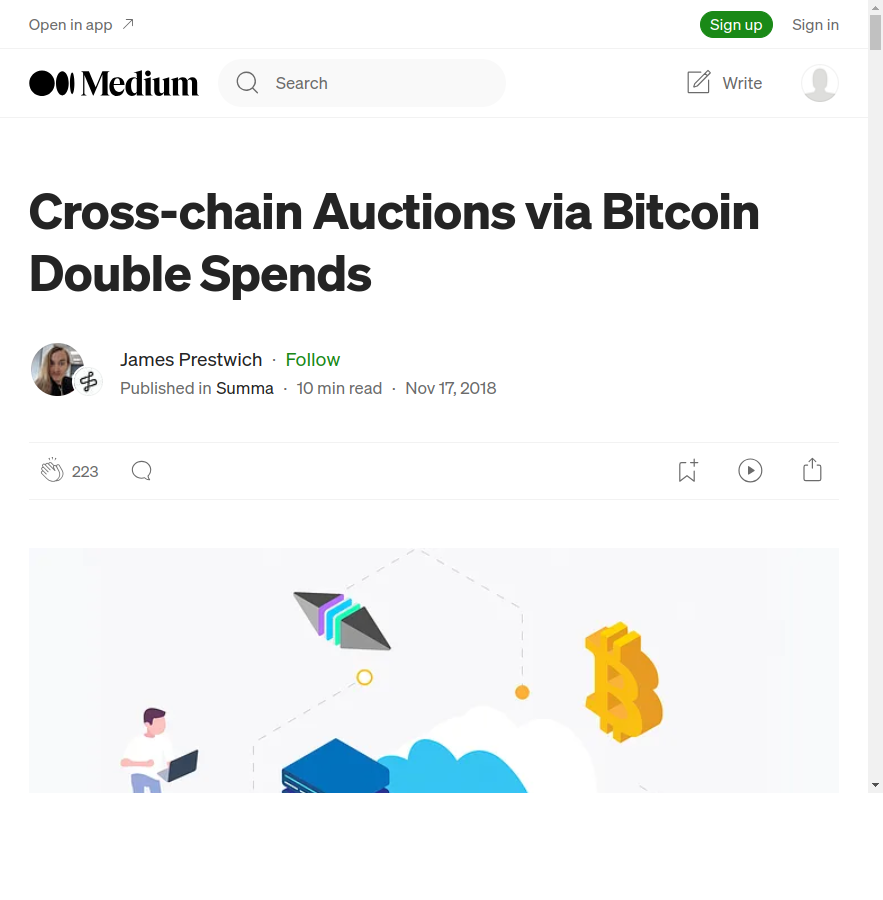 Open in app
Sign up
Sign in
Medium
Search
Write
Cross-chain Auctions via Bitcoin
Double Spends
James Prestwich · Follow
Published in Summa · 10 min read · Nov 17, 2018
223